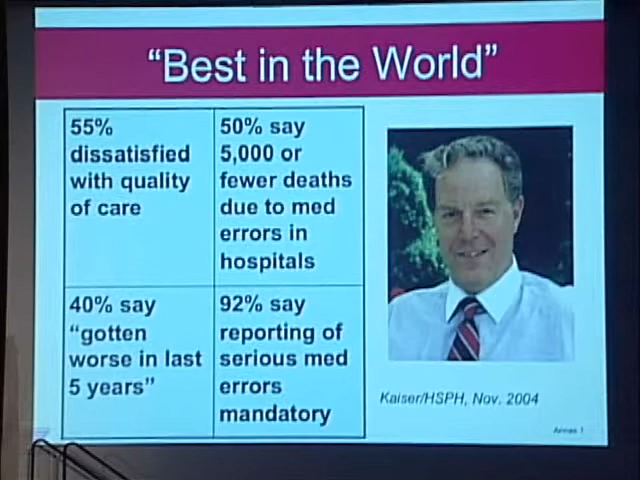 “Best in the World”
55%
dissatisfied
with quality
of care
50% say
5,000 or
fewer deaths
due to med
errors in
hospitals
40% say
“gotten
worse in last
5 years”
92% say
reporting of
serious med
errors
mandatory
Kaiser/HSPH, Nov. 2004
Annas 1